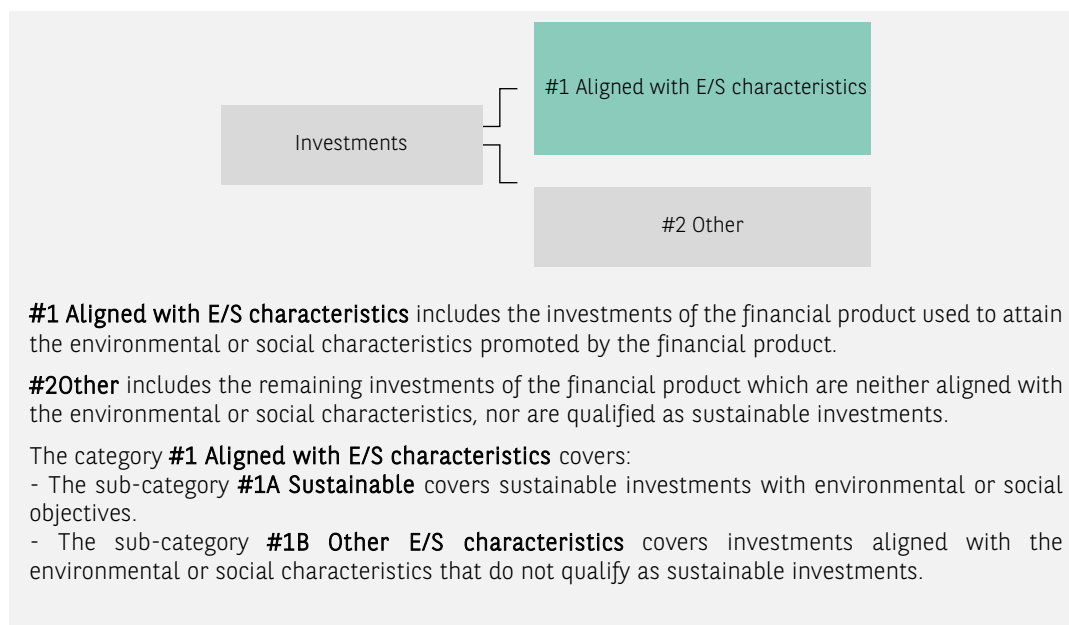 #1 Aligned with E/S characteristics
Investments
#2 Other
#1 Aligned with E/S characteristics includes the investments of the financial product used to attain
the environmental or social characteristics promoted by the financial product.
#2Other includes the remaining investments of the financial product which are neither aligned with
the environmental or social characteristics, nor are qualified as sustainable investments.
The category #1 Aligned with E/S characteristics covers:
- The sub-category #1A Sustainable covers sustainable investments with environmental or social
objectives.
- The sub-category #1B Other E/S characteristics covers investments aligned with the
environmental or social characteristics that do not qualify as sustainable investments.